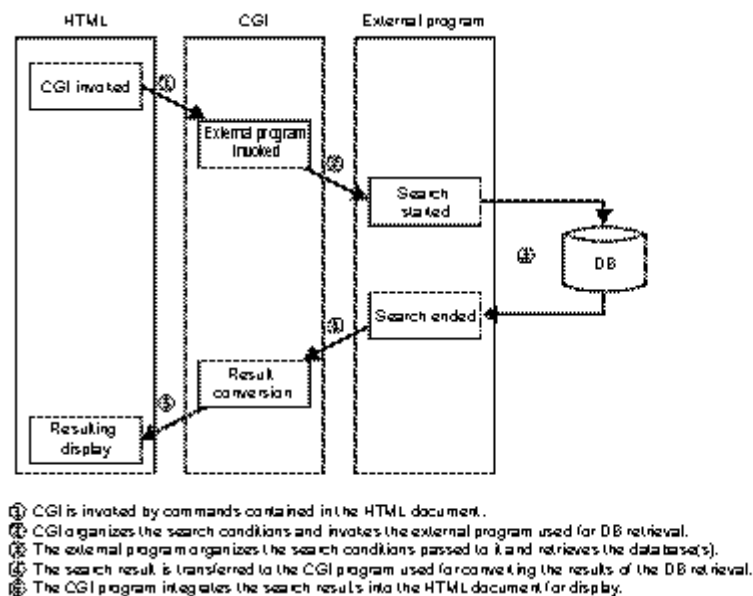 HTML
CGI
External program
CGI invoked
①
External program
invoked
②
Search
started
DB
Search ended
Result
conversion
⑤
Resulting
display
① CGI is invoked by commands contained in the HTML document.
② CGI organizes the search conditions and invokes the external program used for DB retrieval.
③ The external program organizes the search conditions passed to it and retrieves the database(s).
④ The search result is transferred to the CGI program used for converting the results of the DB retrieval.
⑤ The CGI program integrates the search results into the HTML document for display.